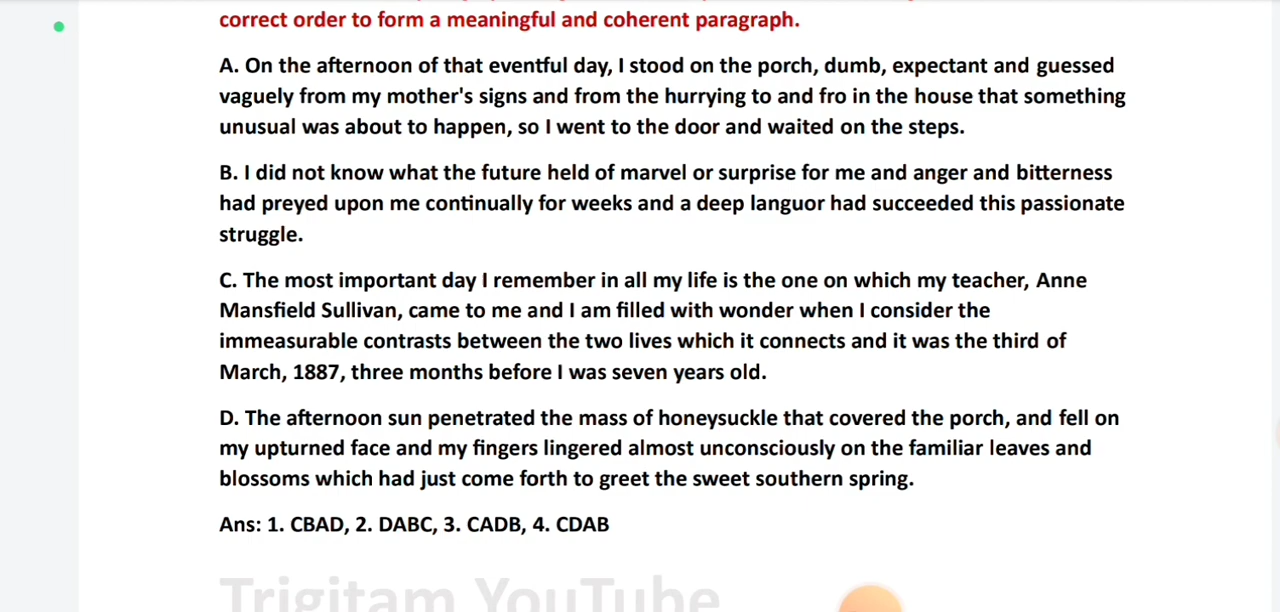 correct order to form a meaningful and coherent paragraph.
A. On the afternoon of that eventful day, I stood on the porch, dumb, expectant and guessed
vaguely from my mother's signs and from the hurrying to and fro in the house that something
unusual was about to happen, so I went to the door and waited on the steps.
B. I did not know what the future held of marvel or surprise for me and anger and bitterness
had preyed upon me continually for weeks and a deep languor had succeeded this passionate
struggle.
C. The most important day I remember in all my life is the one on which my teacher, Anne
Mansfield Sullivan, came to me and I am filled with wonder when I consider the
immeasurable contrasts between the two lives which it connects and it was the third of
March, 1887, three months before I was seven years old.
D. The afternoon sun penetrated the mass of honeysuckle that covered the porch, and fell on
my upturned face and my fingers lingered almost unconsciously on the familiar leaves and
blossoms which had just come forth to greet the sweet southern spring.
Ans: 1. CBAD, 2. DABC, 3. CADB, 4. CDAB
Trigitam YouTube